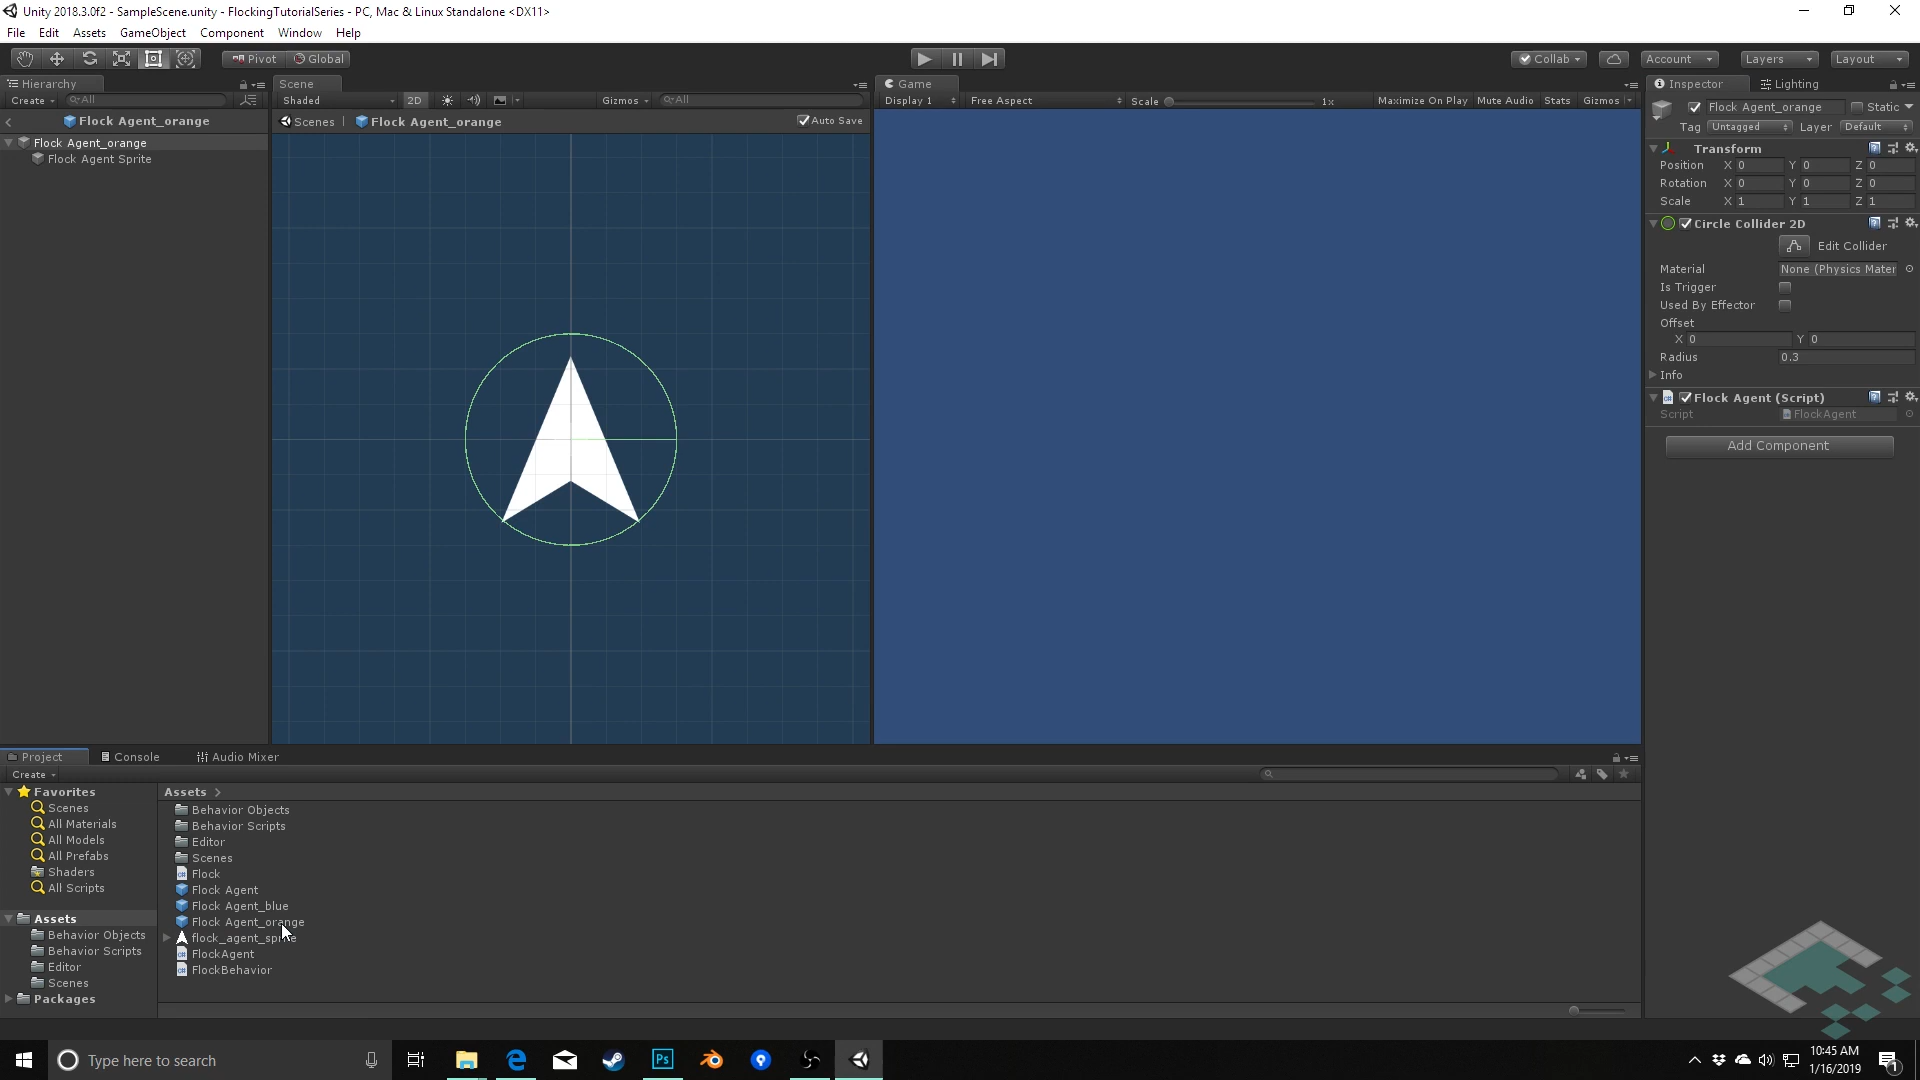 Unity 2018.3.0f2 - SampleScene.unity - FlockingTutorialSeries - PC, Mac & Linux Standalone <DX11>
File Edit Assets GameObject Component Window Help
Pivot Global Collab Account Layers Layout
Hierarchy
Create All
Flock Agent_orange
Flock Agent_orange
Flock Agent Sprite
Scene
Shaded 2D Gizmos All
Scenes Flock Agent_orange Auto Save
Game
Display 1 Free Aspect Scale 1x Maximize On Play Mute Audio Stats Gizmos
Inspector Lighting
Flock Agent_orange Static
Tag Untagged Layer Default
Transform
Position X 0 Y 0 Z 0
Rotation X 0 Y 0 Z 0
Scale X 1 Y 1 Z 1
Circle Collider 2D
Edit Collider
Material None (Physics Mater
Is Trigger
Used By Effector
Offset
X 0 Y 0
Radius 0.3
Info
Flock Agent (Script)
Script FlockAgent
Add Component
Project Console Audio Mixer
Create
Favorites
Scenes
All Materials
All Models
All Prefabs
Shaders
All Scripts
Assets
Behavior Objects
Behavior Scripts
Editor
Scenes
Packages
Assets >
Behavior Objects
Behavior Scripts
Editor
Scenes
Flock
Flock Agent
Flock Agent_blue
Flock Agent_orange
flock_agent_sprite
FlockAgent
FlockBehavior
Type here to search
Ps
10:45 AM
1/16/2019
1